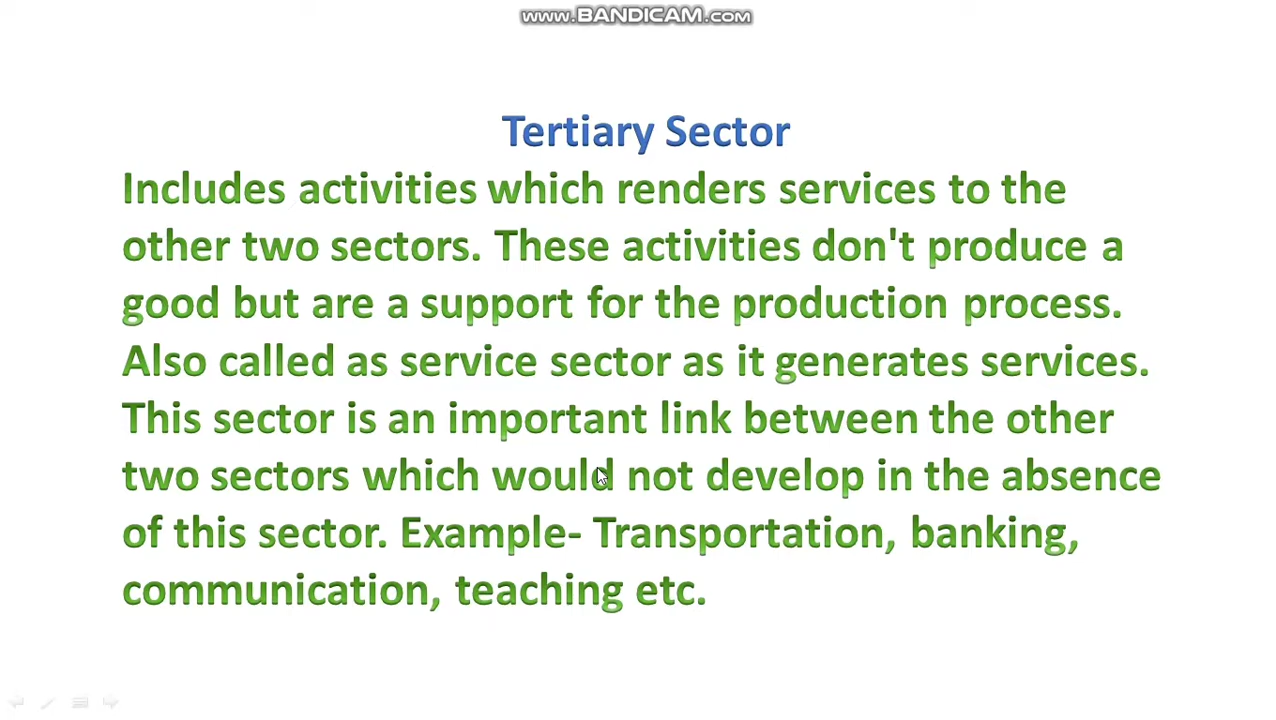 www.BANDICAM.com
Tertiary Sector
Includes activities which renders services to the
other two sectors. These activities don't produce a
good but are a support for the production process.
Also called as service sector as it generates services.
This sector is an important link between the other
two sectors which would not develop in the absence
of this sector. Example- Transportation, banking,
communication, teaching etc.